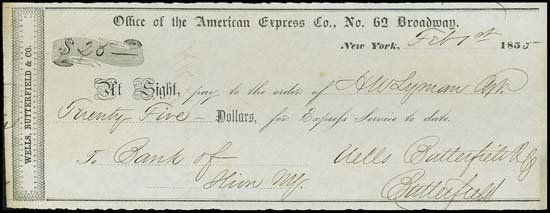 Office of the American Express Co., No. 62 Broadway.
$25—
New York, Feb 1st 1855
At Sight, pay to the order of H W Lyman
Twenty Five — Dollars, for Express Service to date.
To Bank of Wells Butterfield & Co
Ilion NY. Butterfield
WELLS, BUTTERFIELD & CO.